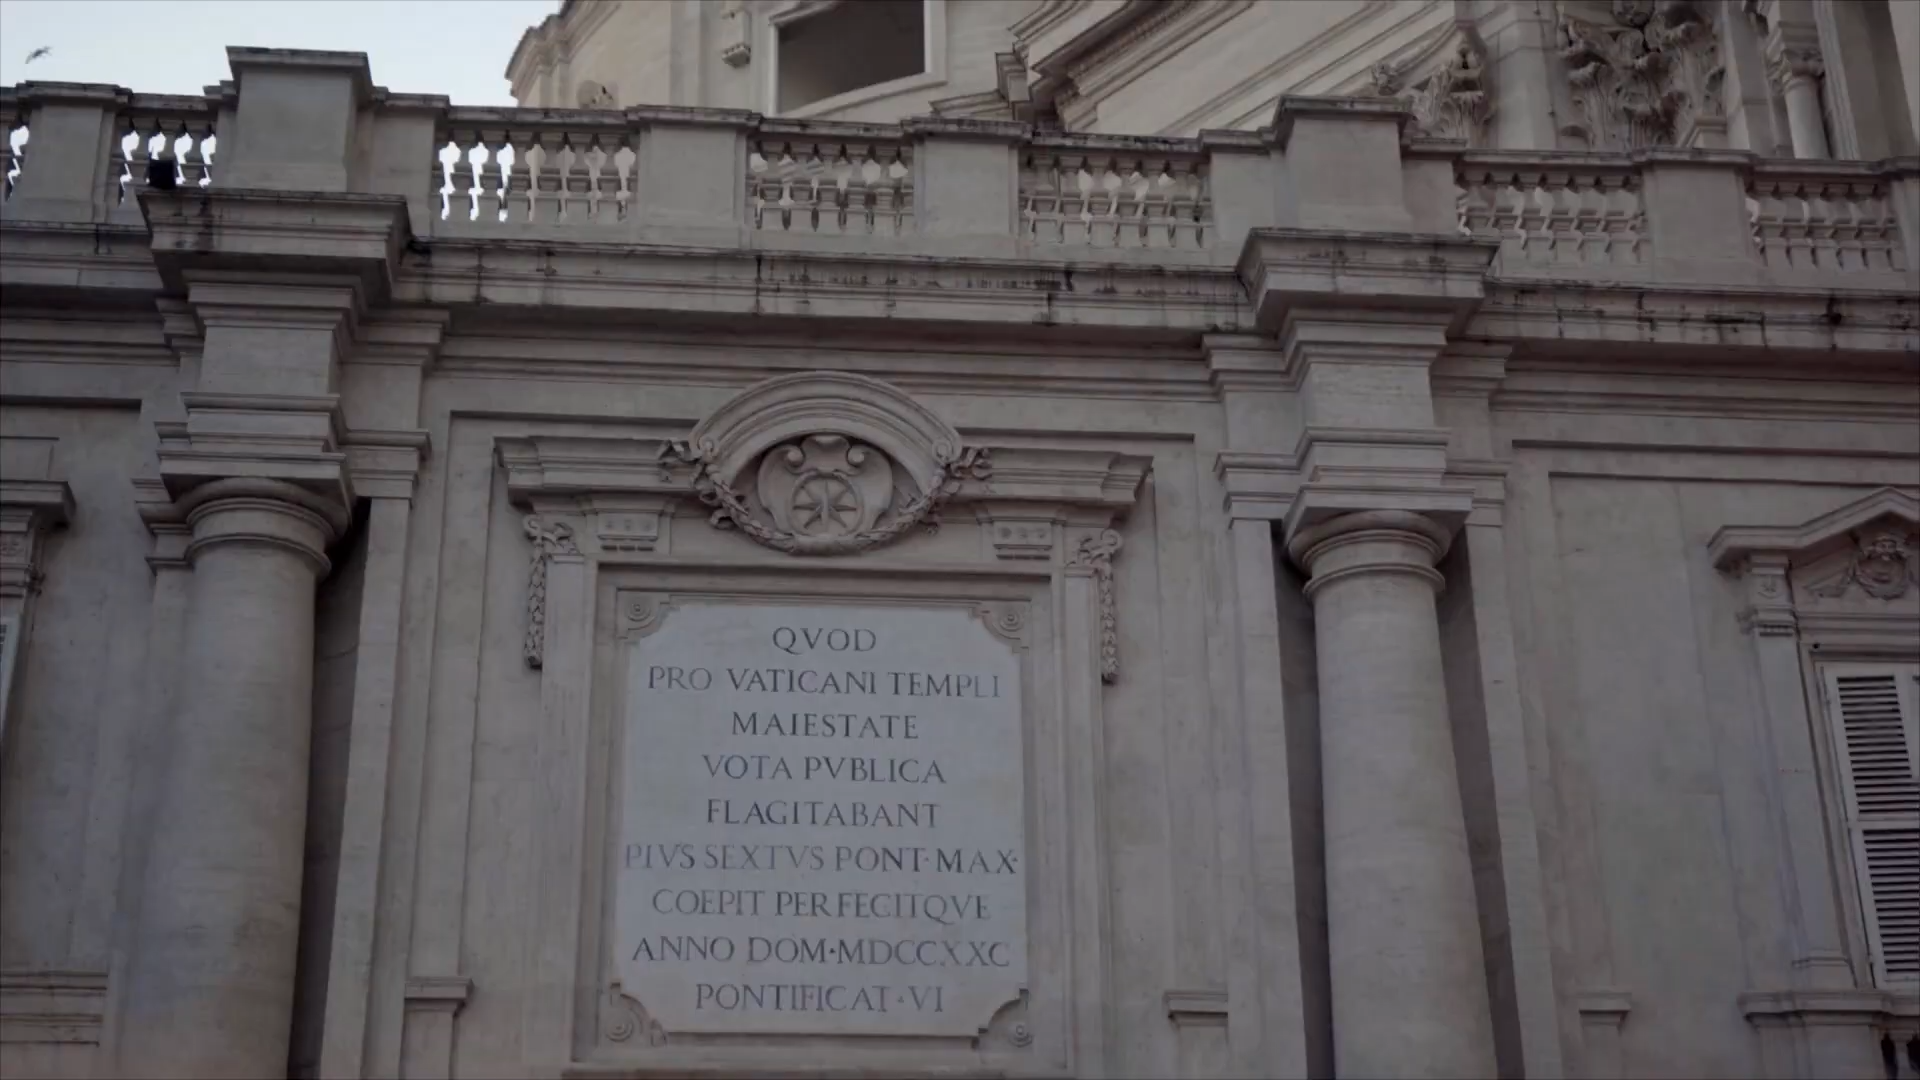 QVOD
PRO VATICANI TEMPLI
MAIESTATE
VOTA PVBLICA
FLAGITABANT
PIVS SEXTVS PONT·MAX·
COEPIT PERFECITQVE
ANNO DOM·MDCCXXC
PONTIFICAT·VI